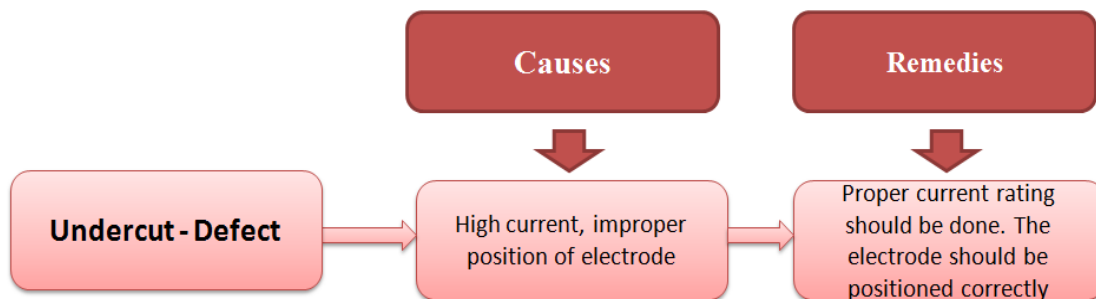 Causes
Remedies
Undercut - Defect
High current, improper
position of electrode
Proper current rating
should be done. The
electrode should be
positioned correctly